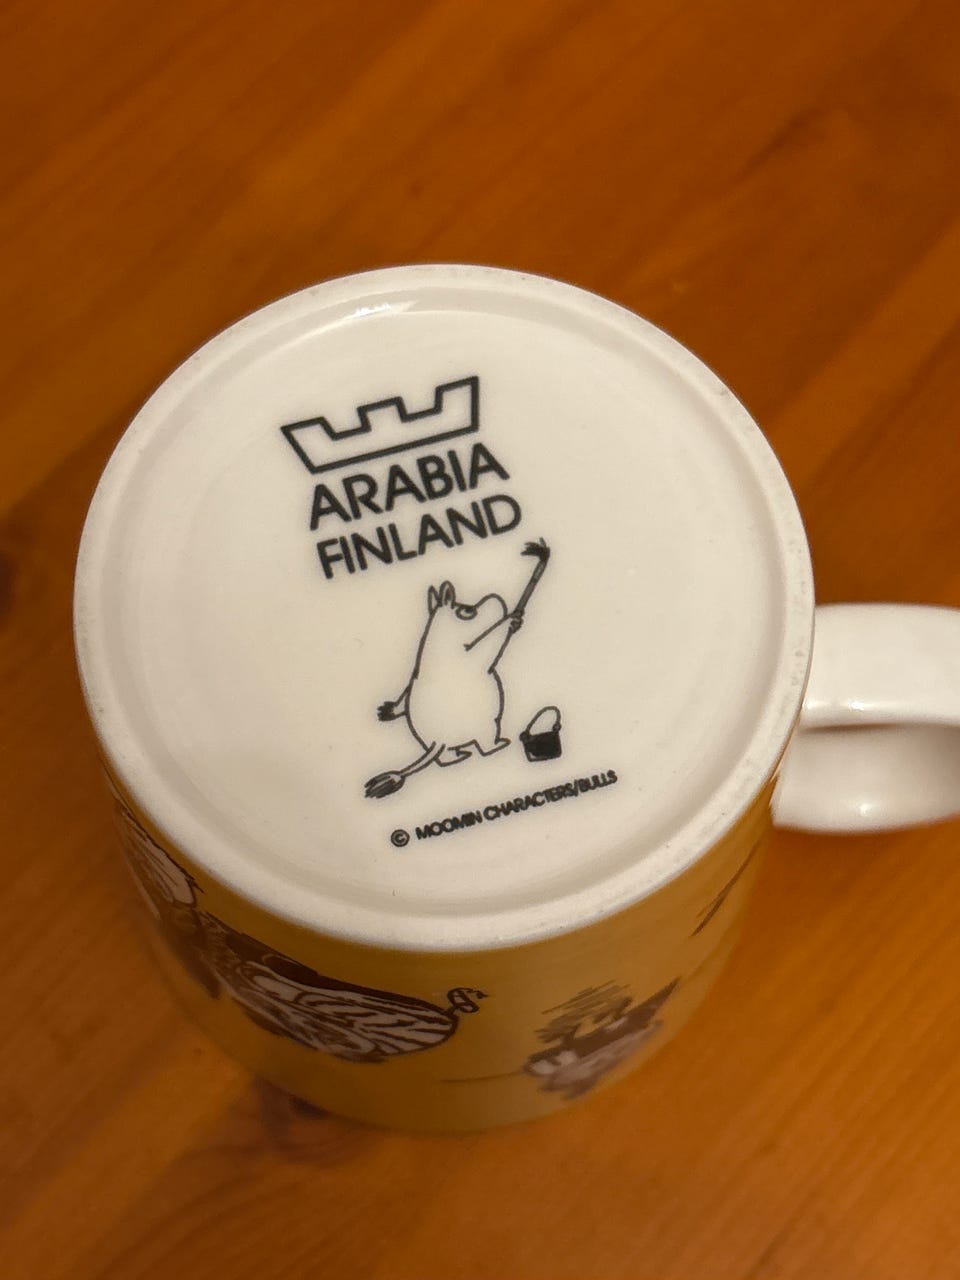 ARABIA
FINLAND
© MOOMIN CHARACTERS/BULLS